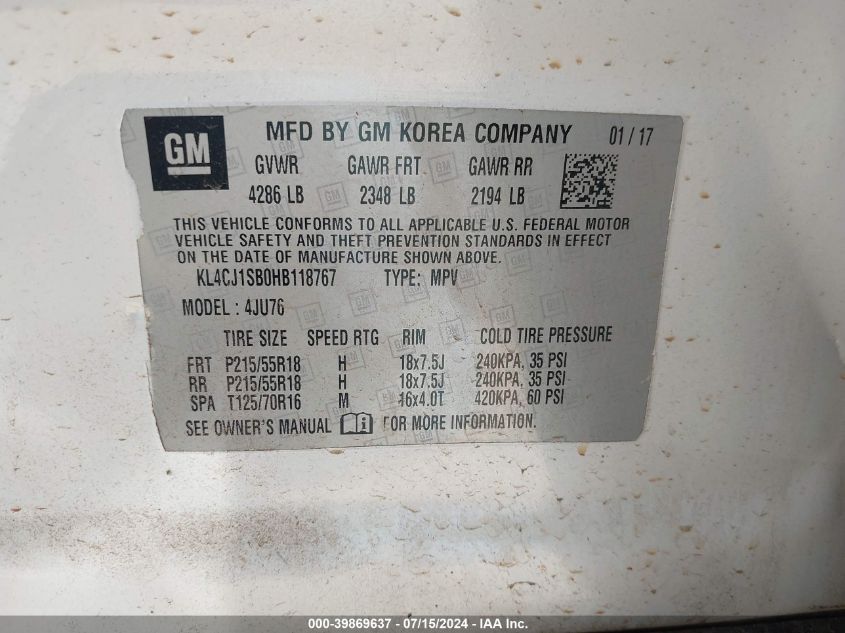 GM MFD BY GM KOREA COMPANY 01 / 17
GVWR GAWR FRT GAWR RR
4286 LB 2348 LB 2194 LB
THIS VEHICLE CONFORMS TO ALL APPLICABLE U.S. FEDERAL MOTOR
VEHICLE SAFETY AND THEFT PREVENTION STANDARDS IN EFFECT
ON THE DATE OF MANUFACTURE SHOWN ABOVE.
KL4CJ1SB0HB118767 TYPE: MPV
MODEL : 4JU76
TIRE SIZE SPEED RTG RIM COLD TIRE PRESSURE
FRT P215/55R18 H 18x7.5J 240KPA, 35 PSI
RR P215/55R18 H 18x7.5J 240KPA, 35 PSI
SPA T125/70R16 M 16x4.0T 420KPA, 60 PSI
SEE OWNER'S MANUAL FOR MORE INFORMATION.
000-39869637 - 07/15/2024 - IAA Inc.